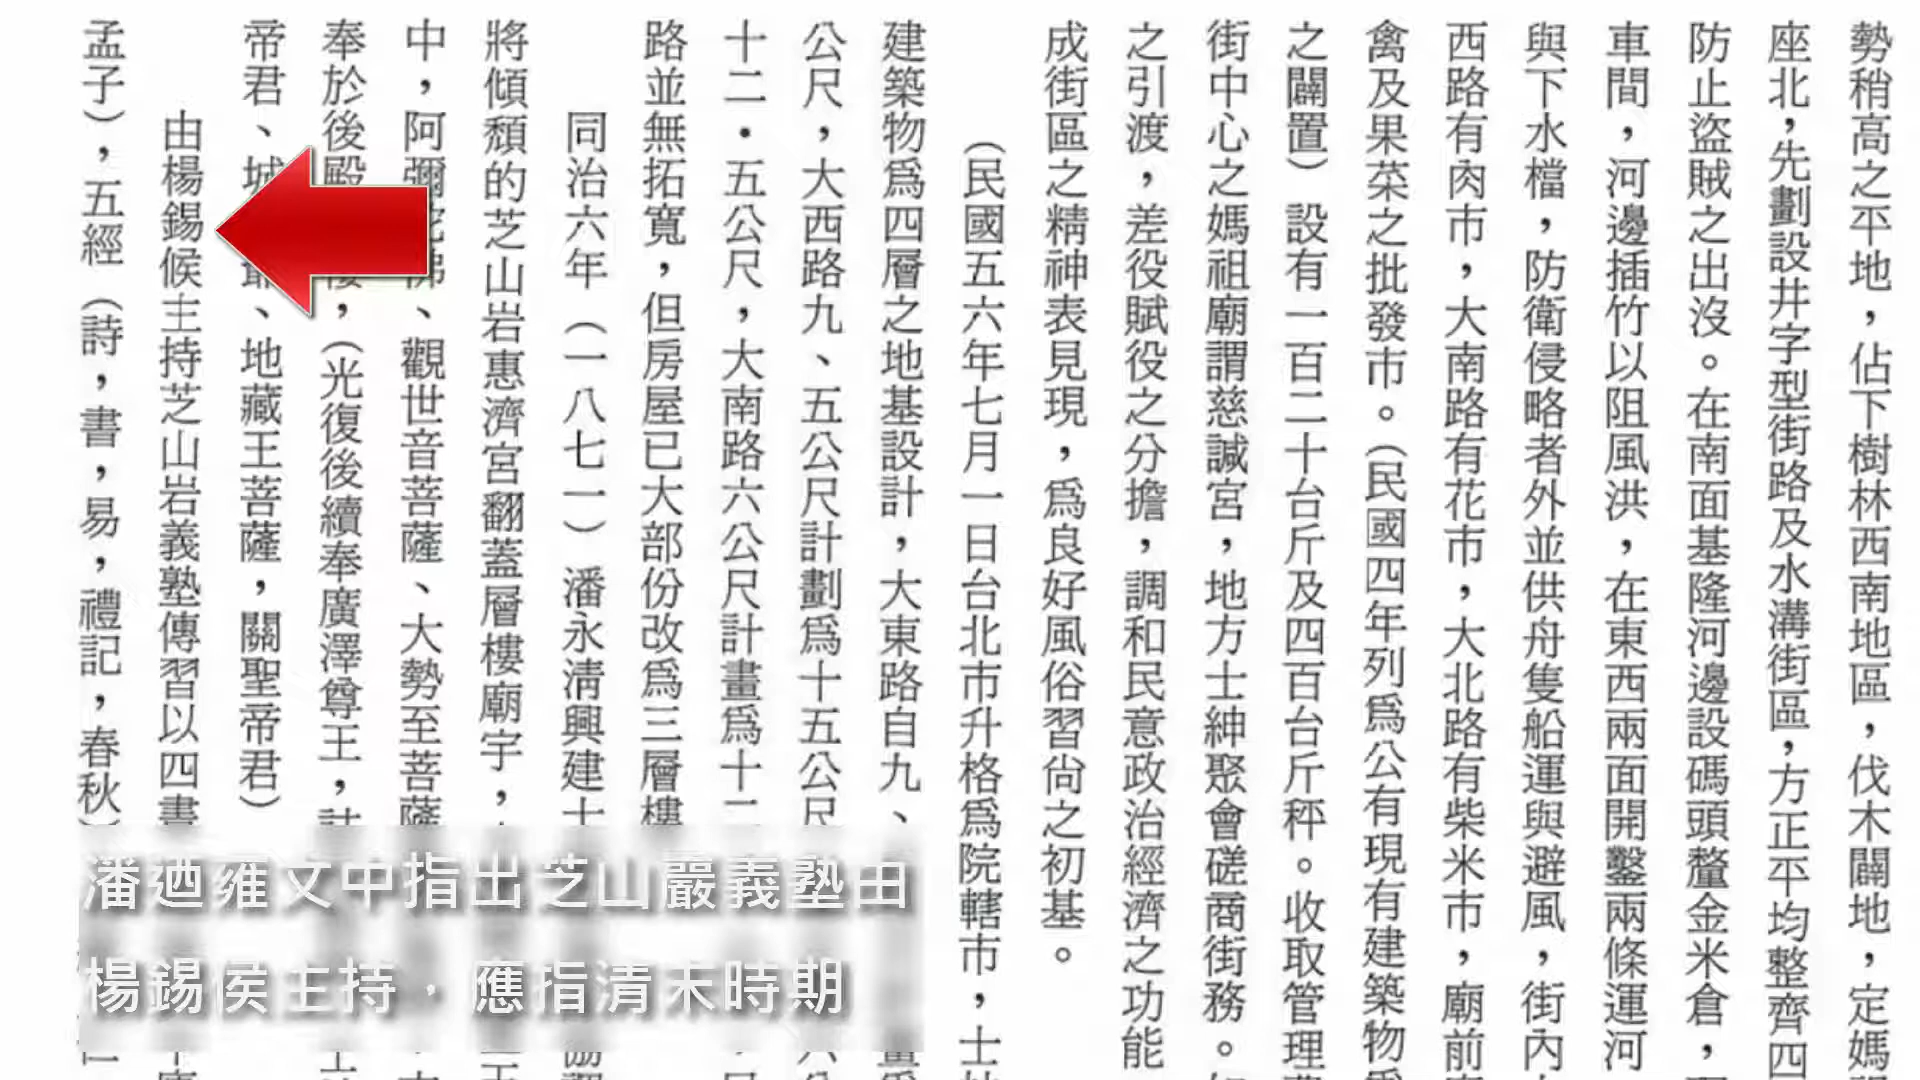 勢稍高之平地，佔下樹林西南地區，伐木闢地，定媽
座北，先劃設井字型街路及水溝街區，方正平均整齊四
防止盜賊之出沒。在南面基隆河邊設碼頭釐金米倉，
車間，河邊插竹以阻風洪，在東西兩面開鑿兩條運河
與下水檔，防衛侵略者外並供舟隻船運與避風，街內
西路有肉市，大南路有花市，大北路有柴米市，廟前
禽及果菜之批發市。（民國四年列爲公有現有建築物爲
之闢置）設有一百二十台斤及四百台斤秤。收取管理
街中心之媽祖廟謂慈諴宮，地方士紳聚會磋商街務。
之引渡，差役賦役之分擔，調和民意政治經濟之功能
成街區之精神表見現，爲良好風俗習尙之初基。
（民國五六年七月一日台北市升格爲院轄市，士
建築物爲四層之地基設計，大東路自九、
公尺，大西路九、五公尺計劃爲十五公尺
十二．五公尺，大南路六公尺計畫爲十二
路並無拓寬，但房屋已大部份改爲三層樓
同治六年（一八七一）潘永清興建士
將傾頹的芝山岩惠濟宮翻蓋層樓廟宇，
中，阿彌陀佛、觀世音菩薩、大勢至菩薩
奉於後殿樓，（光復後續奉廣澤尊王，註
帝君、城爺、地藏王菩薩，關聖帝君）
由楊錫候主持芝山岩義塾傳習以四書
孟子），五經（詩，書，易，禮記，春秋）
潘迺雍文中指出芝山嚴義塾由
楊錫侯主持，應指清末時期